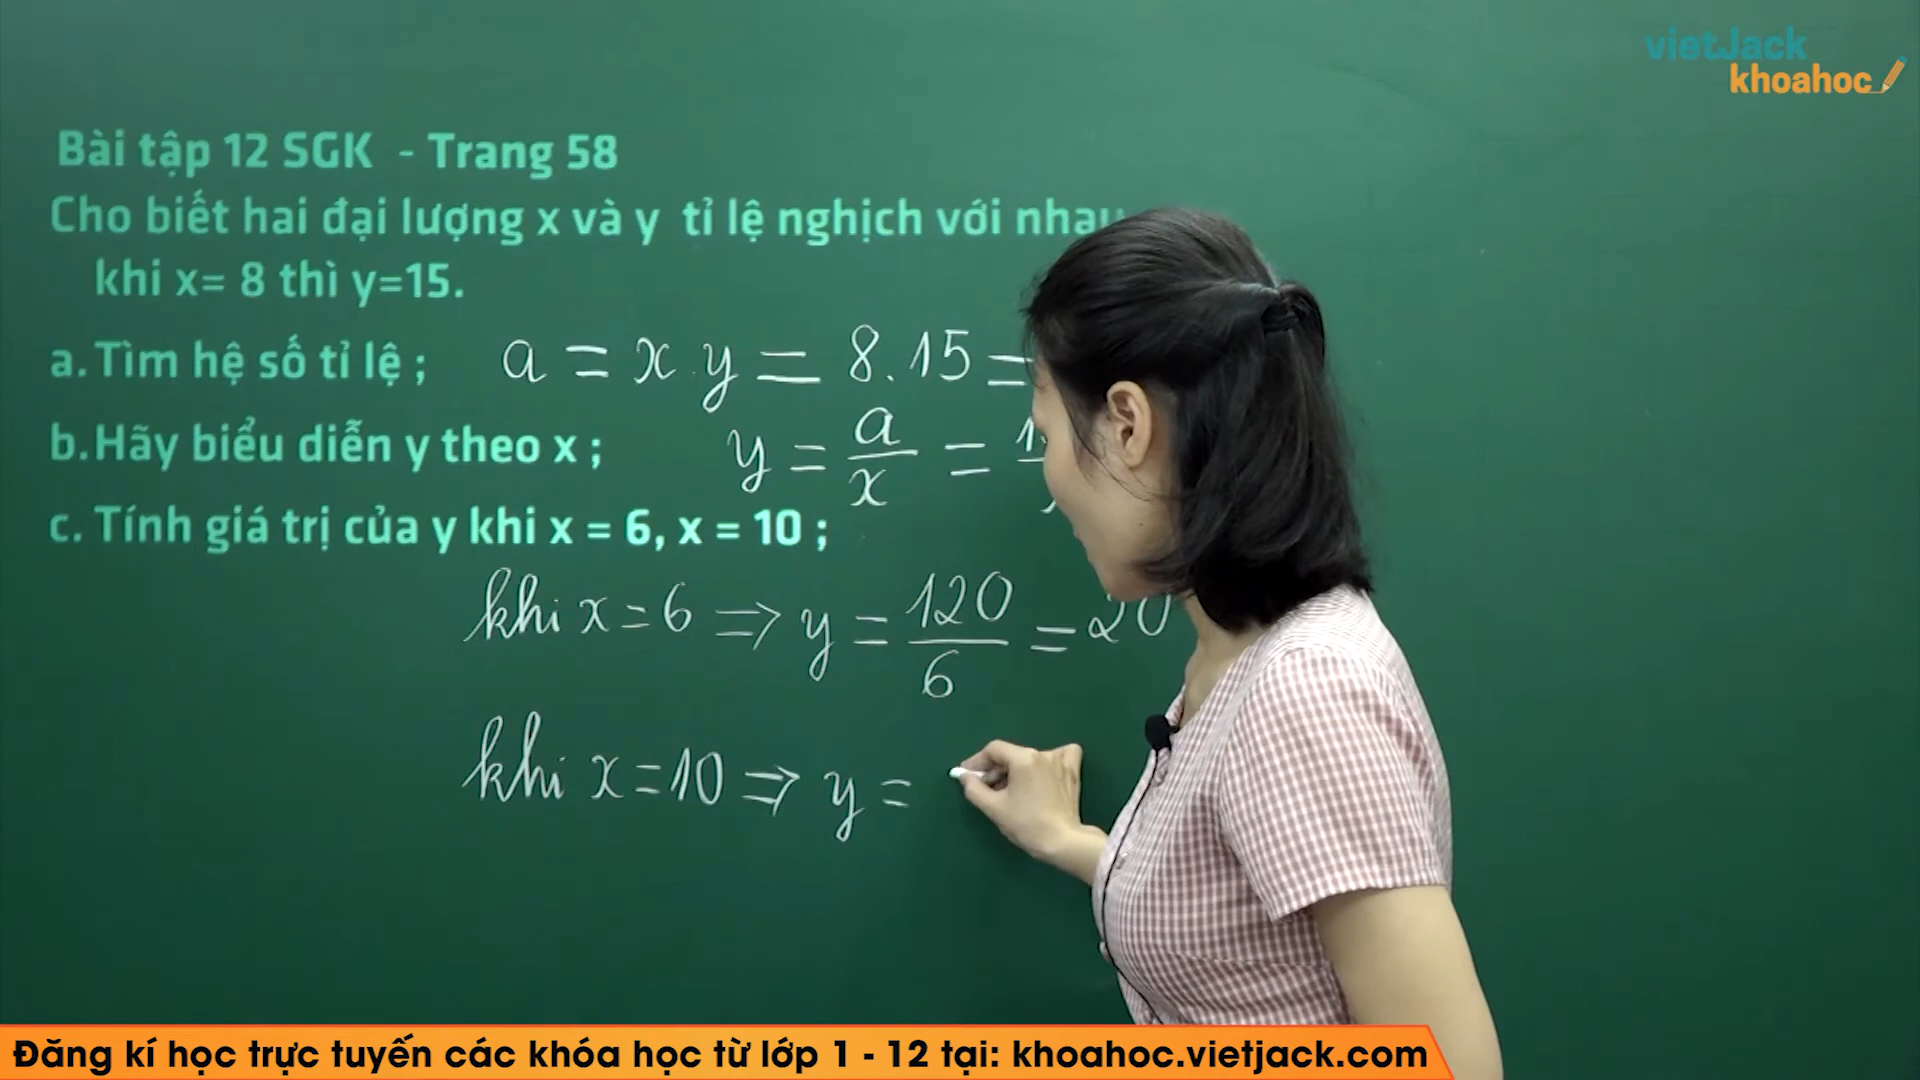 vietJack
khoahoc
Bài tập 12 SGK - Trang 58
Cho biết hai đại lượng x và y tỉ lệ nghịch với nhau
khi x= 8 thì y=15.
a. Tìm hệ số tỉ lệ ; a = x . y = 8.15 =
b. Hãy biểu diễn y theo x ; y = a/x =
c. Tính giá trị của y khi x = 6, x = 10 ;
khi x = 6 ⇒ y = 120/6 = 20
khi x = 10 ⇒ y =
Đăng kí học trực tuyến các khóa học từ lớp 1 - 12 tại: khoahoc.vietjack.com